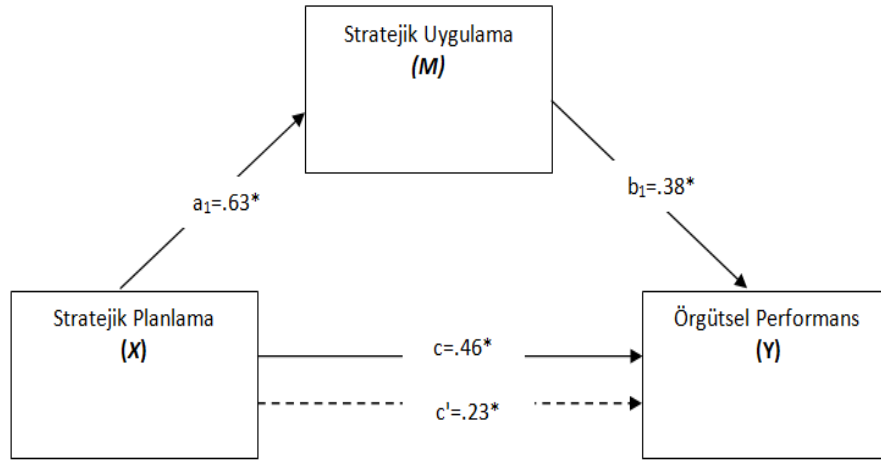 Stratejik Uygulama
(M)
a₁=.63*
b₁=.38*
Stratejik Planlama
(X)
Örgütsel Performans
(Y)
c=.46*
c'=.23*